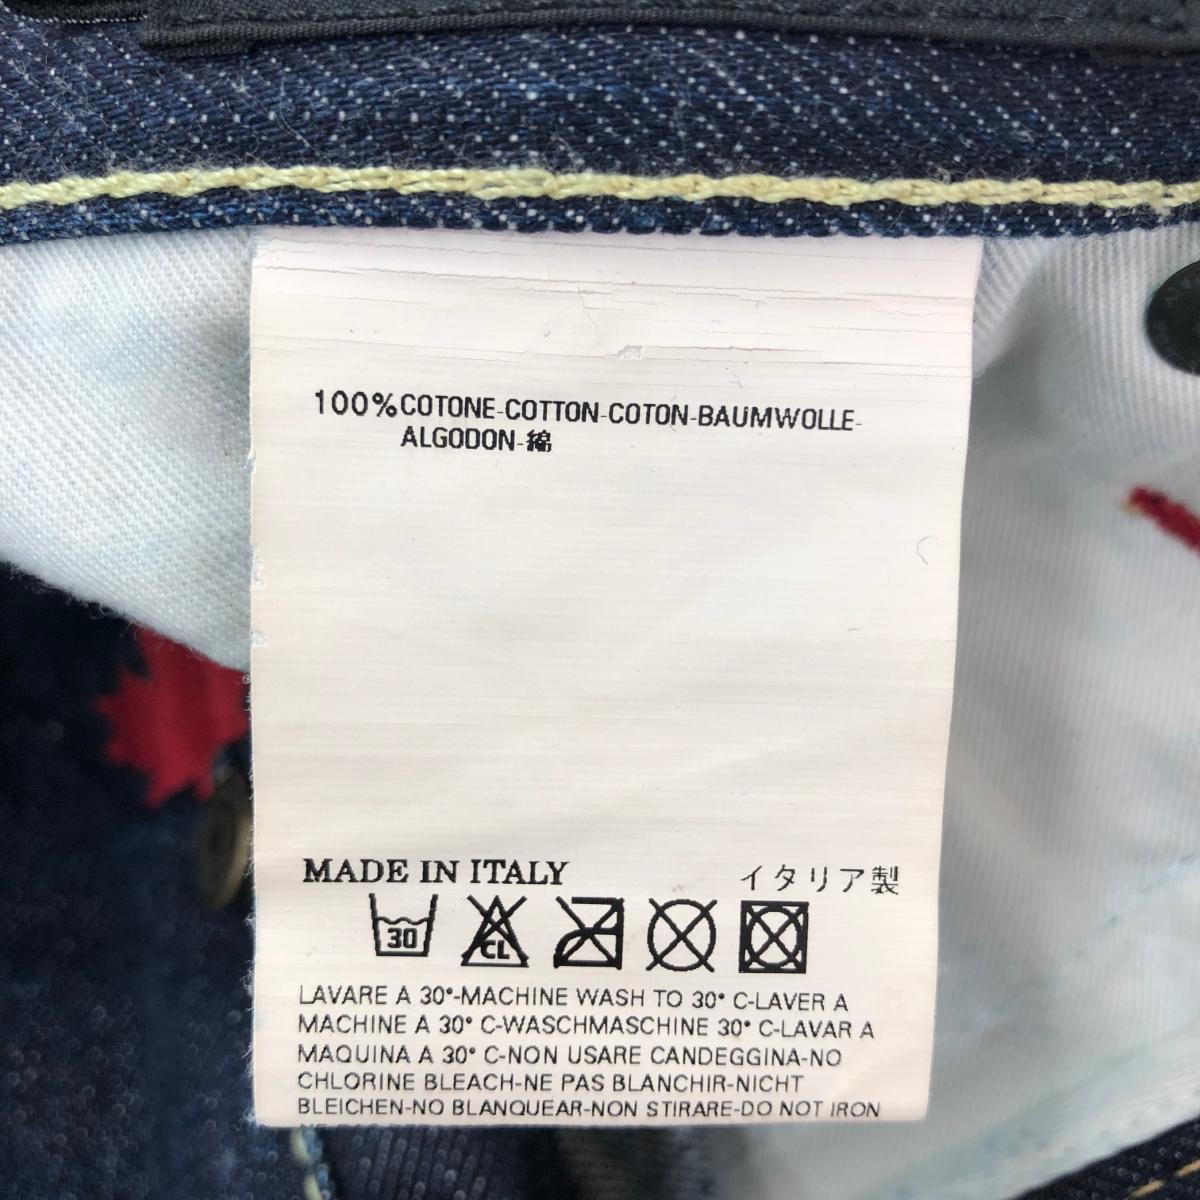 100%COTONE-COTTON-COTON-BAUMWOLLE-
ALGODON-綿
MADE IN ITALY イタリア製
30 CL
LAVARE A 30°-MACHINE WASH TO 30° C-LAVER A
MACHINE A 30° C-WASCHMASCHINE 30° C-LAVAR A
MAQUINA A 30° C-NON USARE CANDEGGINA-NO
CHLORINE BLEACH-NE PAS BLANCHIR-NICHT
BLEICHEN-NO BLANQUEAR-NON STIRARE-DO NOT IRON